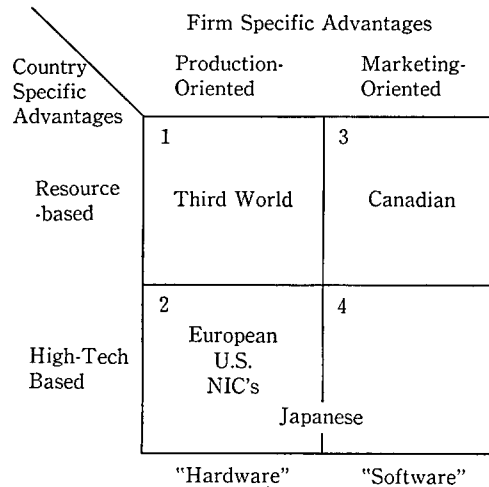 Firm Specific Advantages
Country
Specific
Advantages
Production-
Oriented
Marketing-
Oriented
1
3
Resource
-based
Third World
Canadian
2
4
High-Tech
Based
European
U.S.
NIC's
Japanese
"Hardware"
"Software"